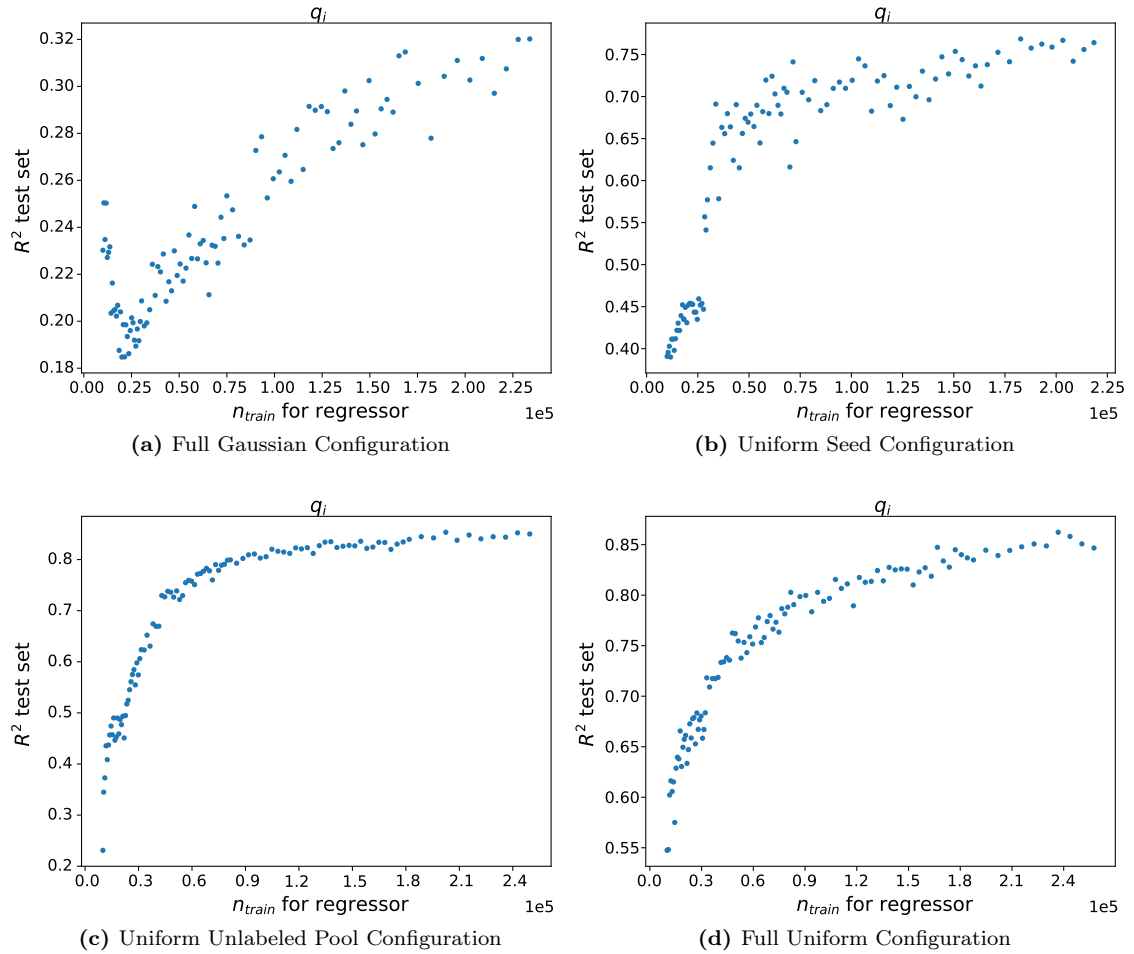 q_i
R² test set
0.32
0.30
0.28
0.26
0.24
0.22
0.20
0.18
0.00 0.25 0.50 0.75 1.00 1.25 1.50 1.75 2.00 2.25
1e5
n_train for regressor
(a) Full Gaussian Configuration
q_i
R² test set
0.75
0.70
0.65
0.60
0.55
0.50
0.45
0.40
0.00 0.25 0.50 0.75 1.00 1.25 1.50 1.75 2.00 2.25
1e5
n_train for regressor
(b) Uniform Seed Configuration
q_i
R² test set
0.8
0.7
0.6
0.5
0.4
0.3
0.2
0.0 0.3 0.6 0.9 1.2 1.5 1.8 2.1 2.4
1e5
n_train for regressor
(c) Uniform Unlabeled Pool Configuration
q_i
R² test set
0.85
0.80
0.75
0.70
0.65
0.60
0.55
0.0 0.3 0.6 0.9 1.2 1.5 1.8 2.1 2.4
1e5
n_train for regressor
(d) Full Uniform Configuration